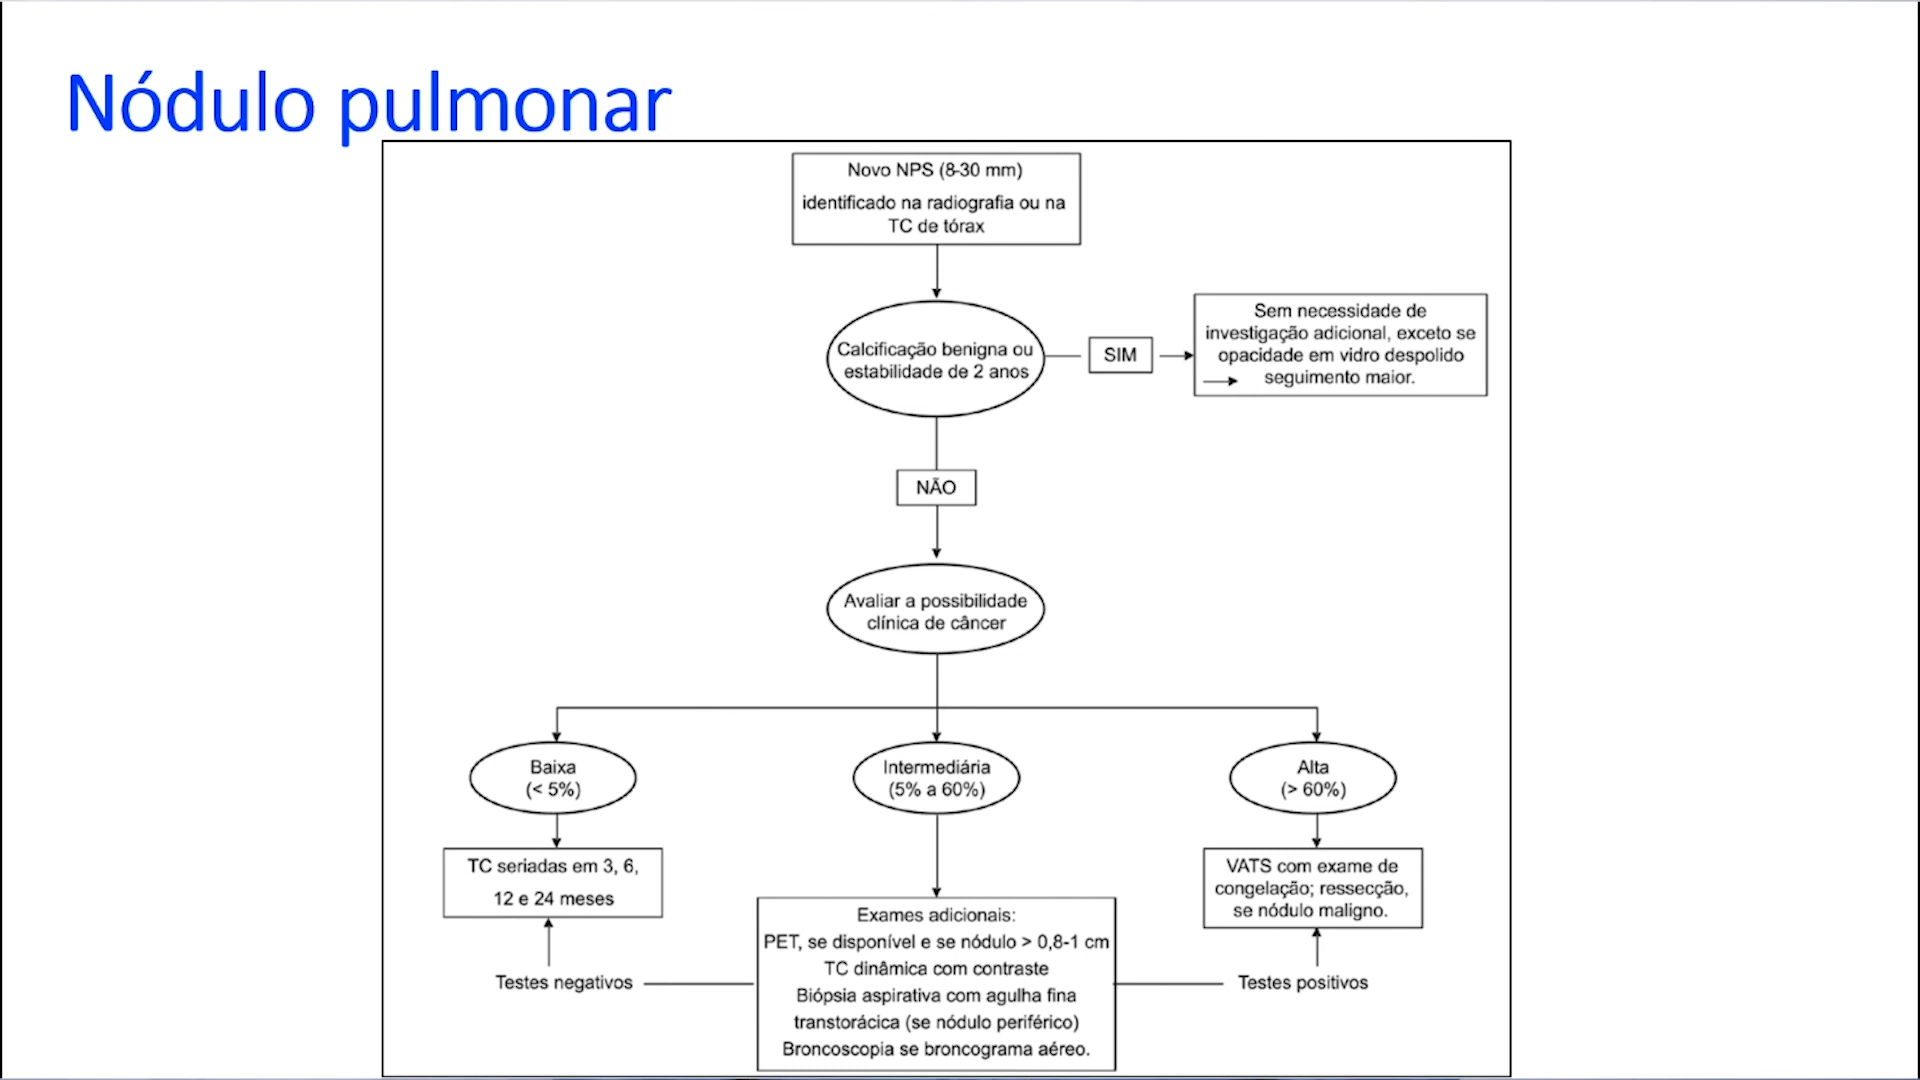 Nódulo pulmonar
Novo NPS (8-30 mm)
identificado na radiografia ou na
TC de tórax
Calcificação benigna ou
estabilidade de 2 anos
SIM
Sem necessidade de
investigação adicional, exceto se
opacidade em vidro despolido
seguimento maior.
NÃO
Avaliar a possibilidade
clínica de câncer
Baixa
(< 5%)
Intermediária
(5% a 60%)
Alta
(> 60%)
TC seriadas em 3, 6,
12 e 24 meses
VATS com exame de
congelação; ressecção,
se nódulo maligno.
Exames adicionais:
PET, se disponível e se nódulo > 0,8-1 cm
TC dinâmica com contraste
Biópsia aspirativa com agulha fina
transtorácica (se nódulo periférico)
Broncoscopia se broncograma aéreo.
Testes negativos
Testes positivos